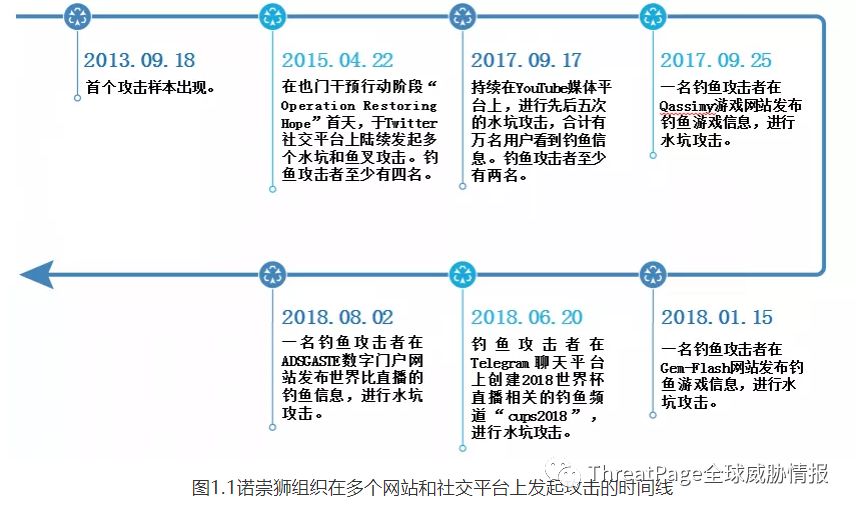 2013.09.18
首个攻击样本出现。
2015.04.22
在也门干预行动阶段“
Operation Restoring
Hope”首天，于Twitter
社交平台上陆续发起多
个水坑和鱼叉攻击。钓
鱼攻击者至少有四名。
2017.09.17
持续在YouTube媒体平
台上，进行先后五次
的水坑攻击，合计有
万名用户看到钓鱼信
息。钓鱼攻击者至少
有两名。
2017.09.25
一名钓鱼攻击者在
Qassimy游戏网站发布
钓鱼游戏信息，进行
水坑攻击。
2018.01.15
一名钓鱼攻击者在
Gem-Flash网站发布钓
鱼游戏信息，进行水
坑攻击。
2018.06.20
钓鱼攻击者在
Telegram聊天平台
上创建2018世界杯
直播相关的钓鱼频
道“cups2018”，
进行水坑攻击。
2018.08.02
一名钓鱼攻击者在
ADSGASTE数字门户网
站发布世界比直播的
钓鱼信息，进行水坑
攻击。
ThreatPage全球威胁情报
图1.1诺崇狮组织在多个网站和社交平台上发起攻击的时间线